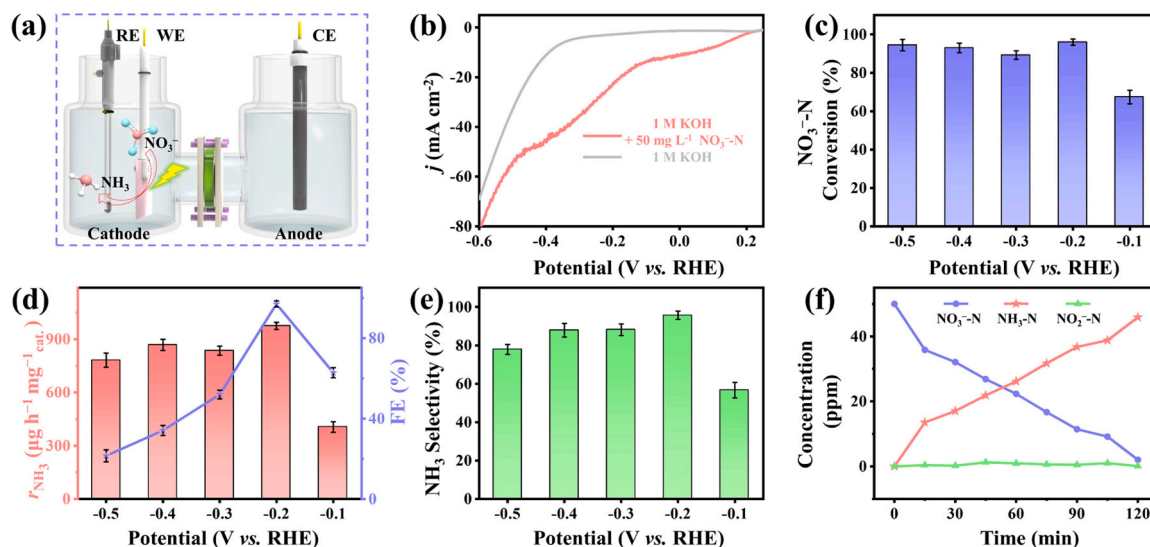 (a)
RE
WE
CE
NO₃⁻
NH₃
Cathode
Anode
(b)
0
-20
-40
-60
-80
j (mA cm⁻²)
1 M KOH
+ 50 mg L⁻¹ NO₃⁻-N
1 M KOH
-0.6 -0.4 -0.2 0.0 0.2
Potential (V vs. RHE)
(c)
100
80
60
40
20
0
NO₃⁻-N
Conversion (%)
-0.5 -0.4 -0.3 -0.2 -0.1
Potential (V vs. RHE)
(d)
900
600
300
0
r_NH₃ (μg h⁻¹ mg⁻¹cat.)
80
40
0
FE (%)
-0.5 -0.4 -0.3 -0.2 -0.1
Potential (V vs. RHE)
(e)
100
80
60
40
20
0
NH₃ Selectivity (%)
-0.5 -0.4 -0.3 -0.2 -0.1
Potential (V vs. RHE)
(f)
NO₃⁻-N NH₃-N NO₂⁻-N
40
20
0
Concentration
(ppm)
0 30 60 90 120
Time (min)